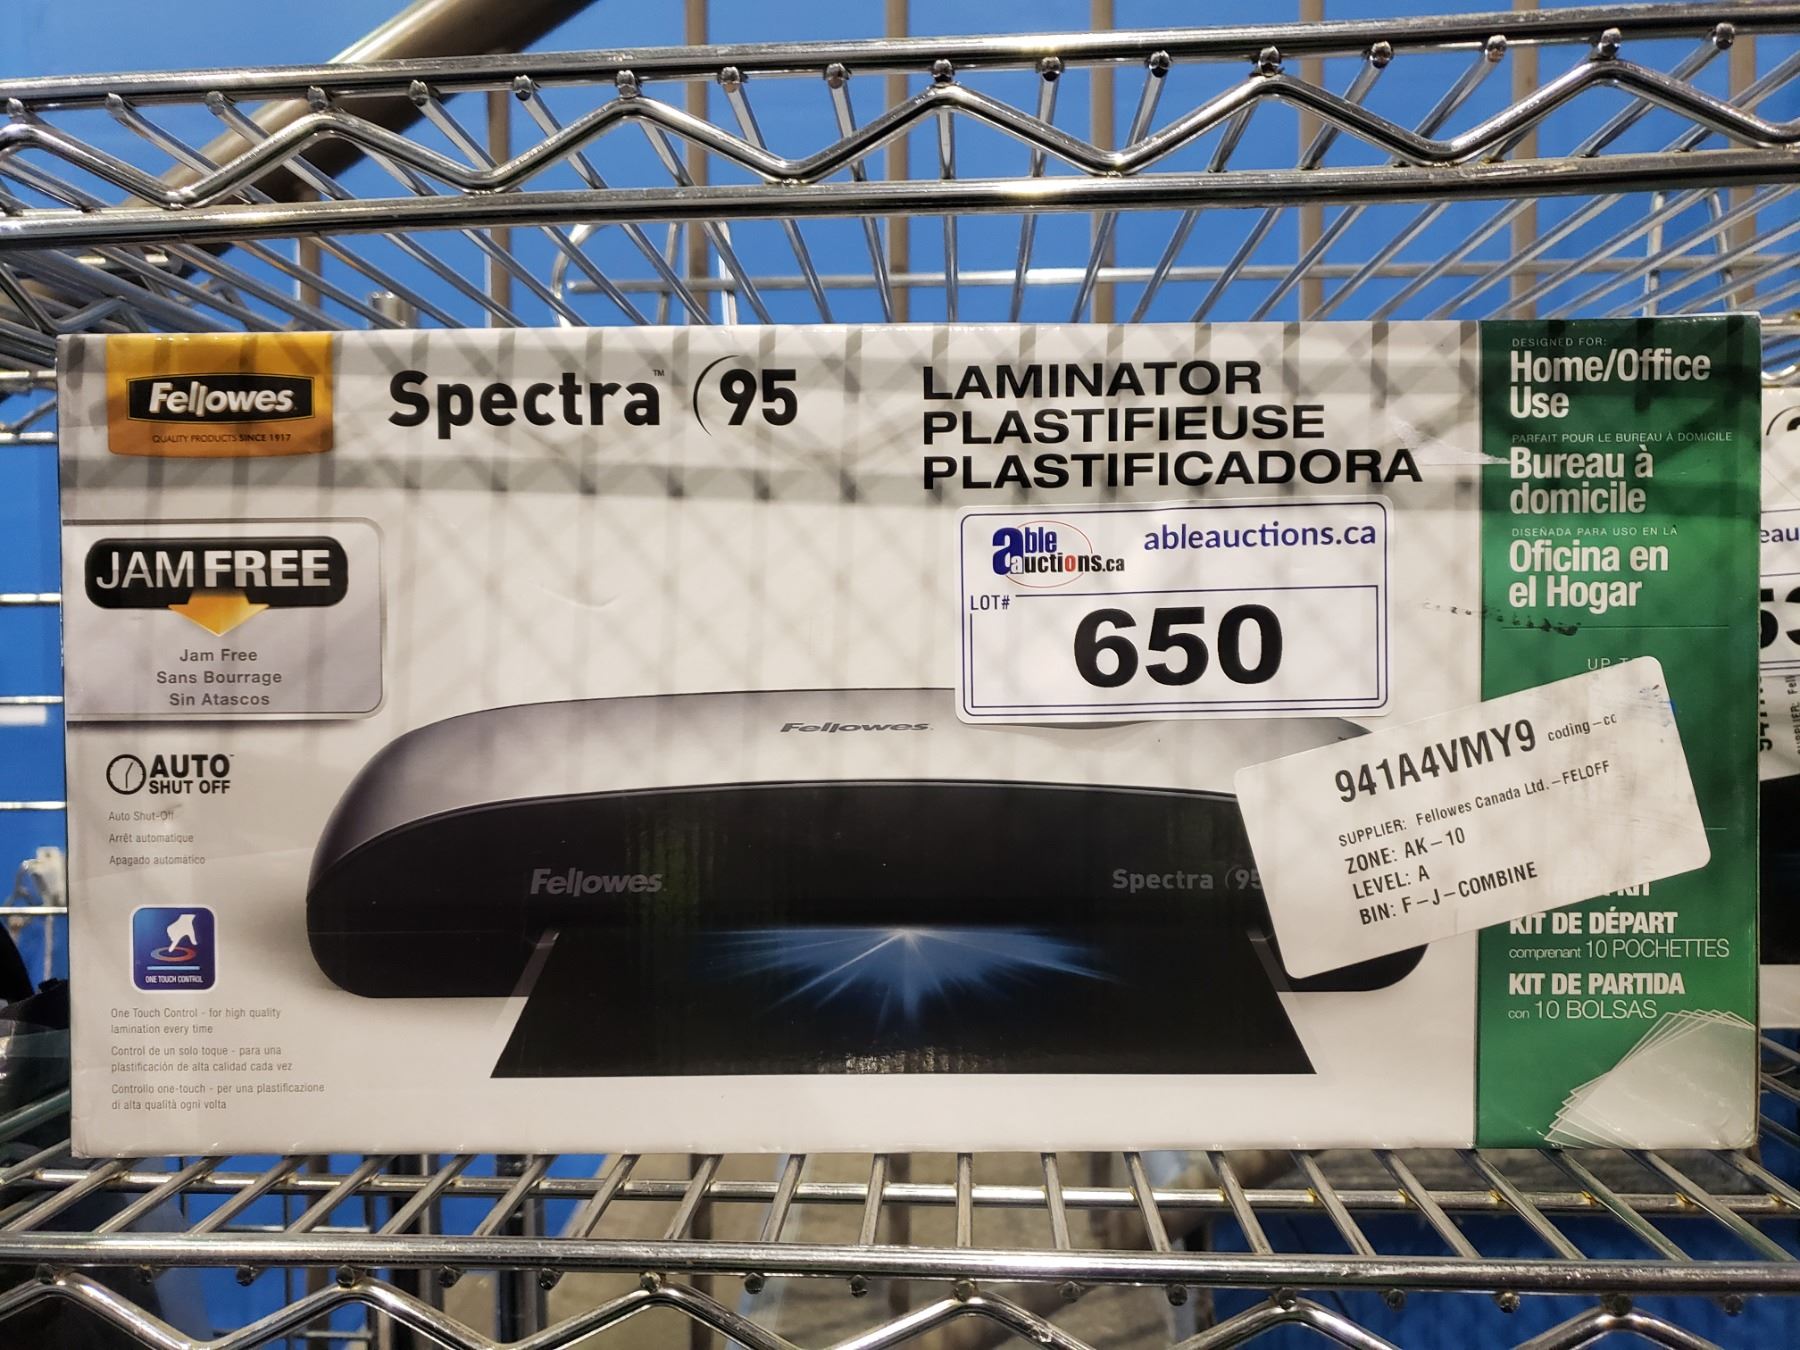 Fellowes
QUALITY PRODUCTS SINCE 1917
Spectra™ (95
LAMINATOR
PLASTIFIEUSE
PLASTIFICADORA
DESIGNED FOR:
Home/Office
Use
PARFAIT POUR LE BUREAU À DOMICILE
Bureau à
domicile
DISEÑADA PARA USO EN LA
Oficina en
el Hogar
JAM FREE
Jam Free
Sans Bourrage
Sin Atascos
able auctions.ca
ableauctions.ca
LOT#
650
AUTO™
SHUT OFF
Auto Shut-Off
Arrêt automatique
Apagado automático
ONE TOUCH CONTROL
One Touch Control - for high quality
lamination every time
Control de un solo toque - para una
plastificación de alta calidad cada vez
Controllo one-touch - per una plastificazione
di alta qualità ogni volta
Fellowes
Fellowes
Spectra (95
UP
941A4VMY9 coding-cc
SUPPLIER: Fellowes Canada Ltd.-FELOFF
ZONE: AK-10
LEVEL: A
BIN: F-J-COMBINE
KIT DE DÉPART
comprenant 10 POCHETTES
KIT DE PARTIDA
con 10 BOLSAS